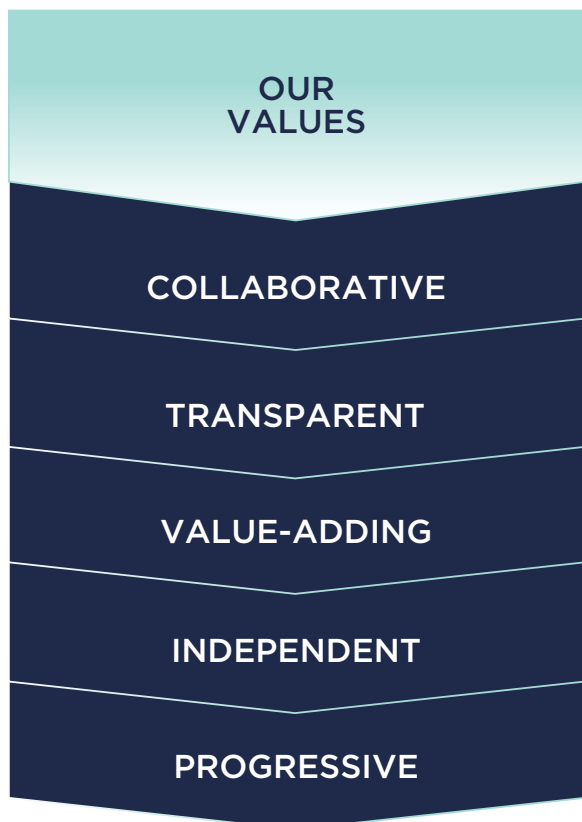 OUR
VALUES
COLLABORATIVE
TRANSPARENT
VALUE-ADDING
INDEPENDENT
PROGRESSIVE